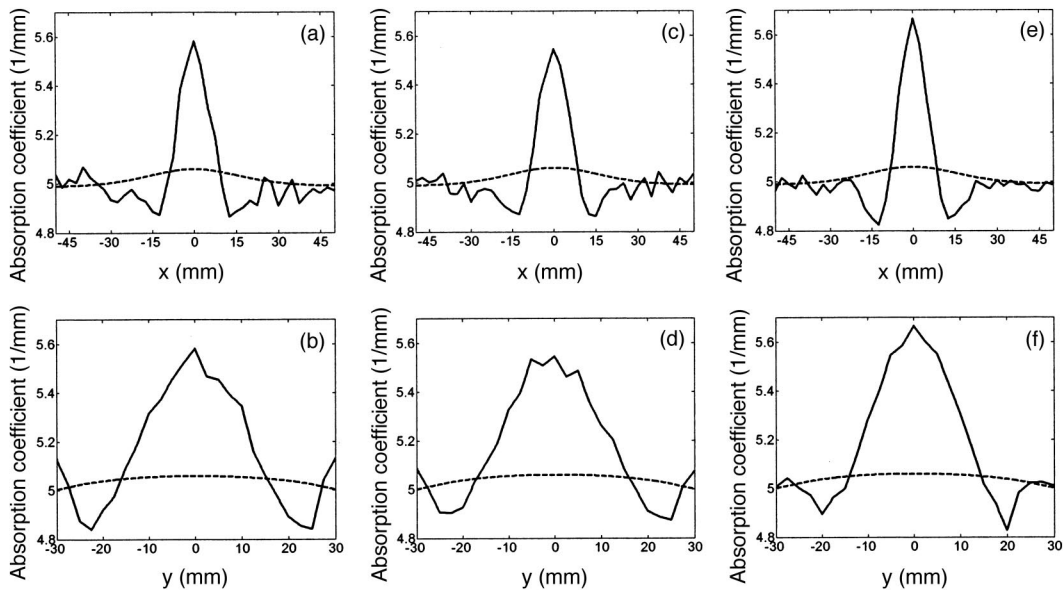 (a)
Absorption coefficient (1/mm)
5.6
5.4
5.2
5
4.8
-45 -30 -15 0 15 30 45
x (mm)
(c)
Absorption coefficient (1/mm)
5.6
5.4
5.2
5
4.8
-45 -30 -15 0 15 30 45
x (mm)
(e)
Absorption coefficient (1/mm)
5.6
5.4
5.2
5
4.8
-45 -30 -15 0 15 30 45
x (mm)
(b)
Absorption coefficient (1/mm)
5.6
5.4
5.2
5
4.8
-30 -20 -10 0 10 20 30
y (mm)
(d)
Absorption coefficient (1/mm)
5.6
5.4
5.2
5
4.8
-30 -20 -10 0 10 20 30
y (mm)
(f)
Absorption coefficient (1/mm)
5.6
5.4
5.2
5
4.8
-30 -20 -10 0 10 20 30
y (mm)